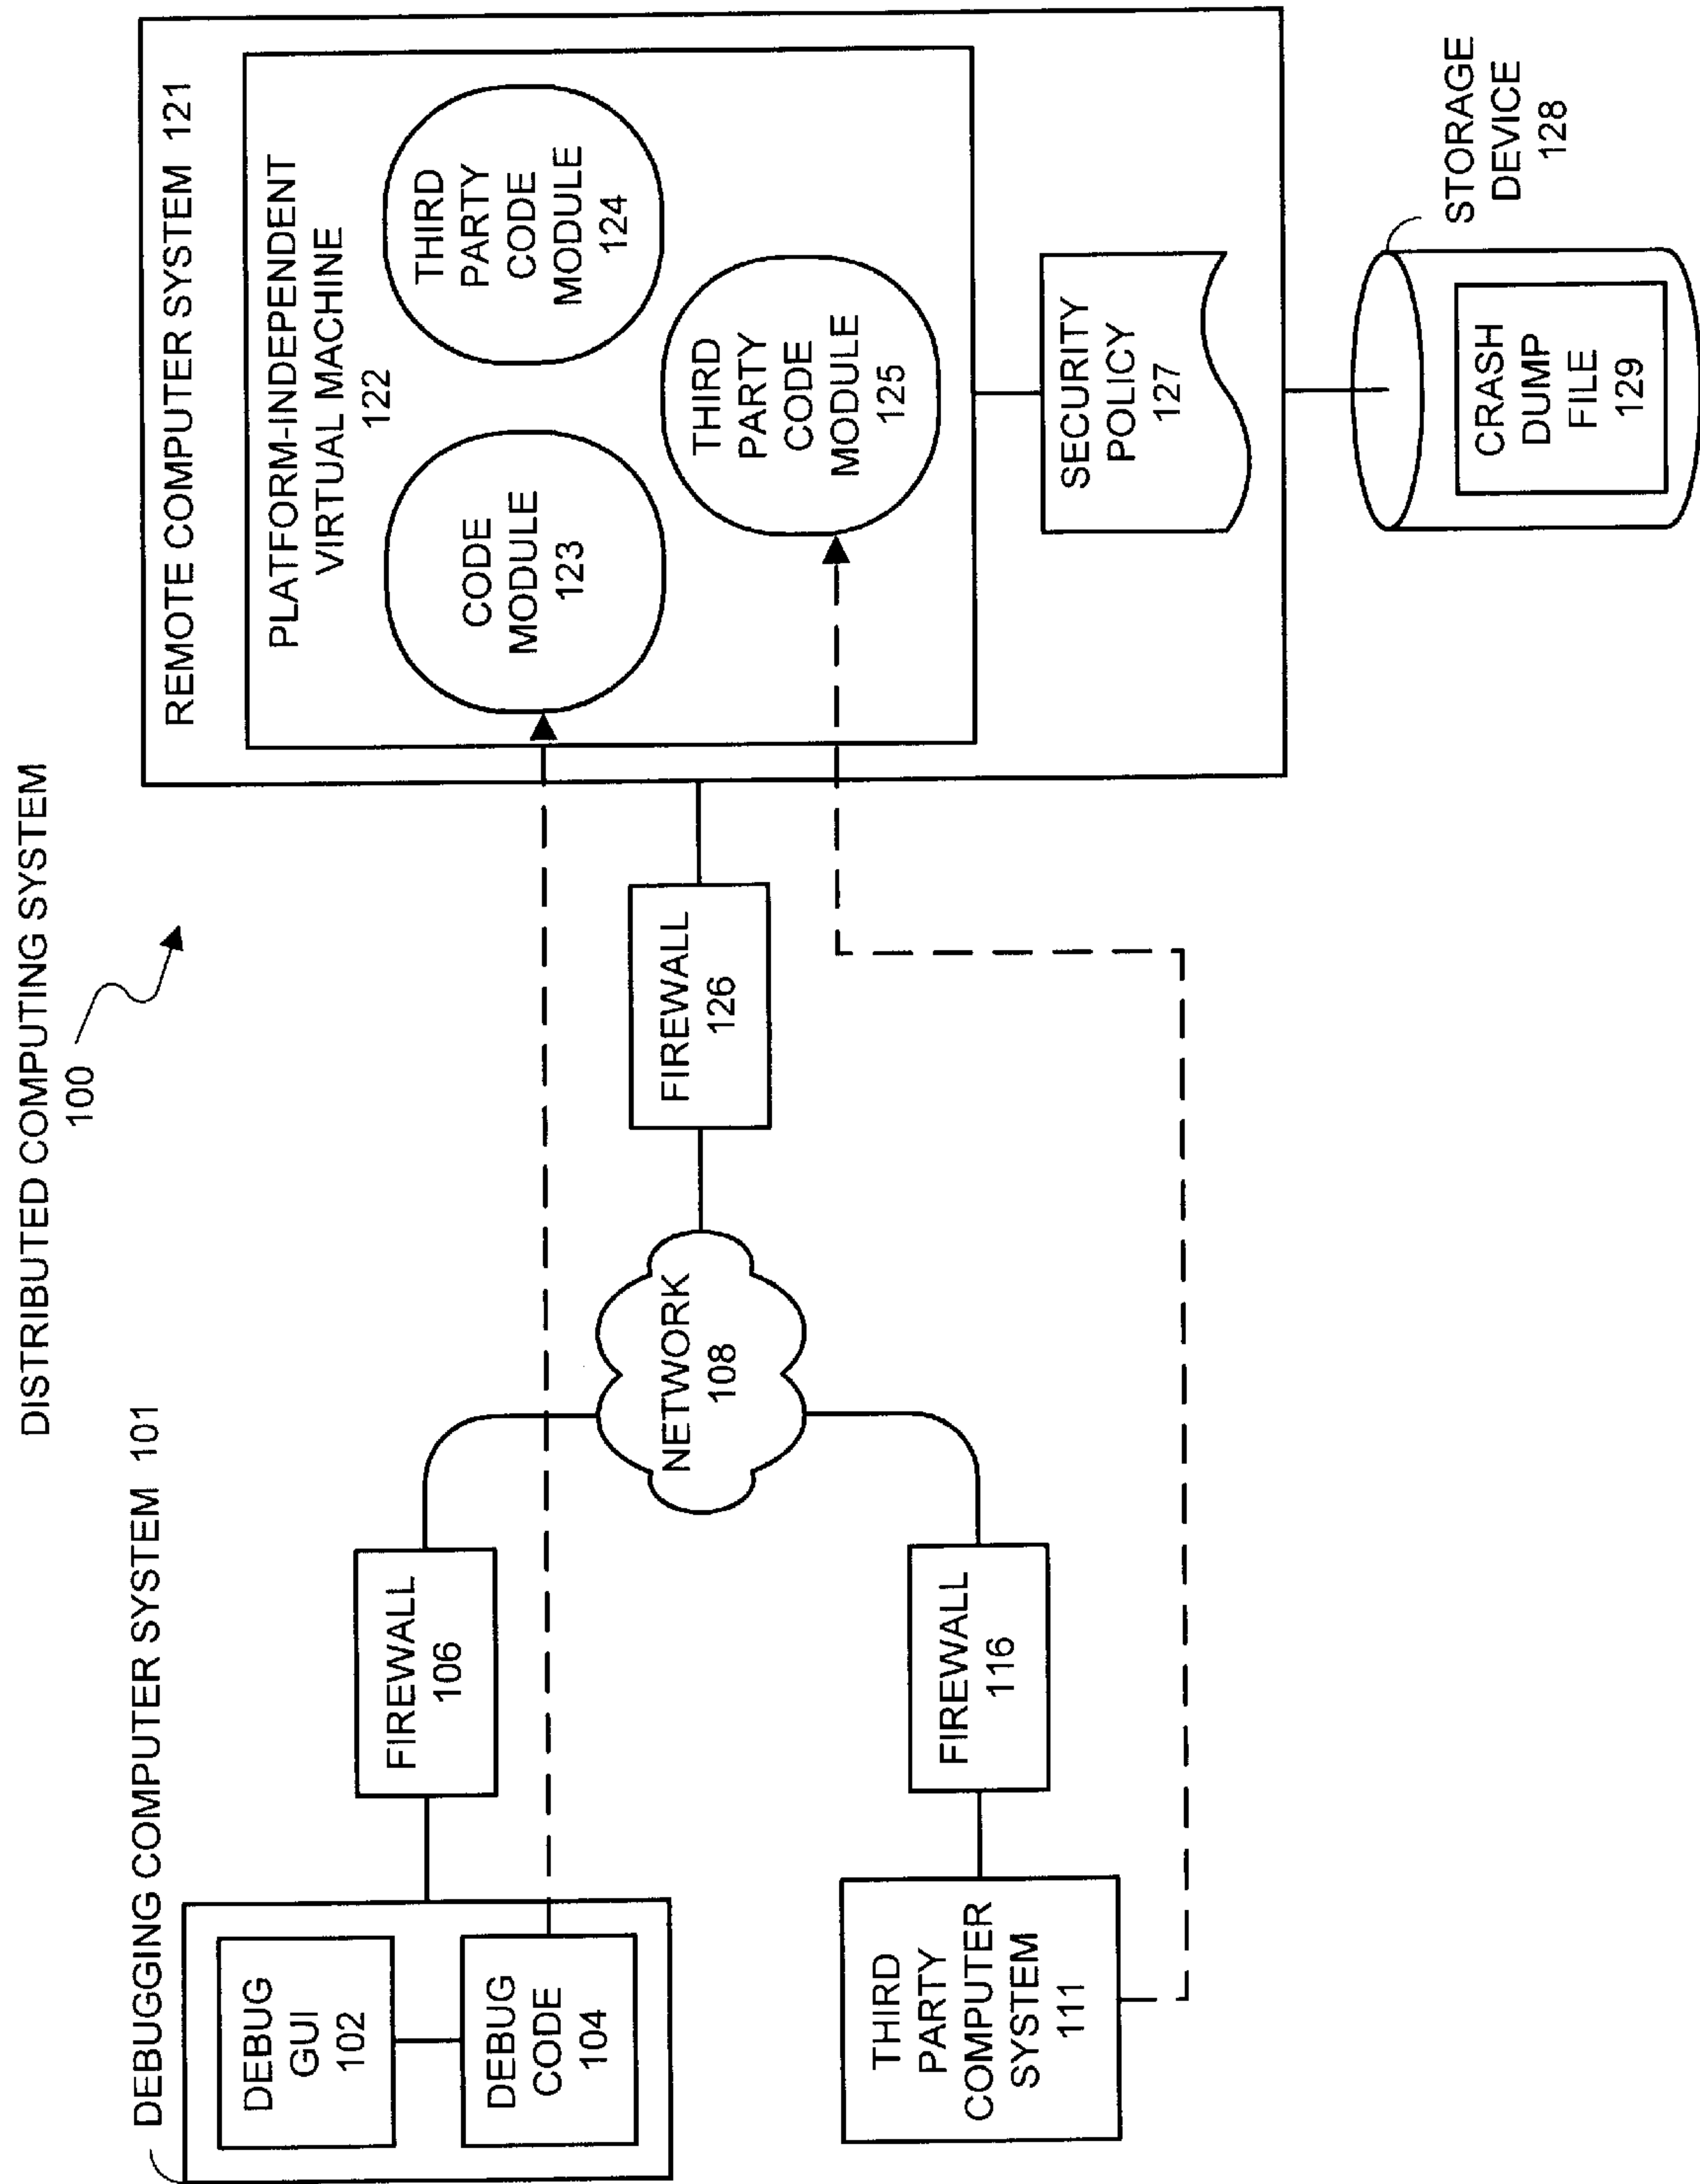 DISTRIBUTED COMPUTING SYSTEM
100
DEBUGGING COMPUTER SYSTEM 101
DEBUG
GUI
102
DEBUG
CODE
104
FIREWALL
106
THIRD
PARTY
COMPUTER
SYSTEM
111
FIREWALL
116
NETWORK
108
FIREWALL
126
REMOTE COMPUTER SYSTEM 121
PLATFORM-INDEPENDENT
VIRTUAL MACHINE
122
CODE
MODULE
123
THIRD
PARTY
CODE
MODULE
124
THIRD
PARTY
CODE
MODULE
125
SECURITY
POLICY
127
STORAGE
DEVICE
128
CRASH
DUMP
FILE
129